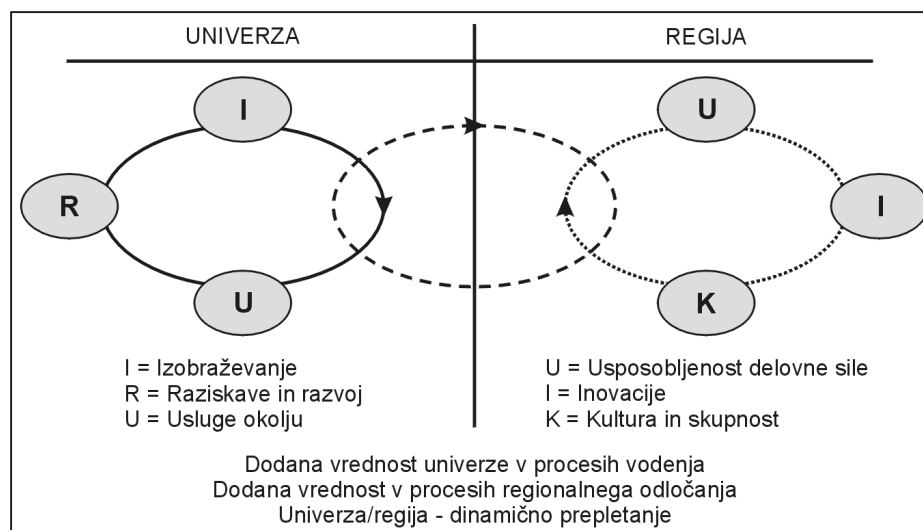 UNIVERZA
REGIJA
I
R
U
U
I
K
I = Izobraževanje
R = Raziskave in razvoj
U = Usluge okolju
U = Usposobljenost delovne sile
I = Inovacije
K = Kultura in skupnost
Dodana vrednost univerze v procesih vodenja
Dodana vrednost v procesih regionalnega odločanja
Univerza/regija - dinamično prepletanje